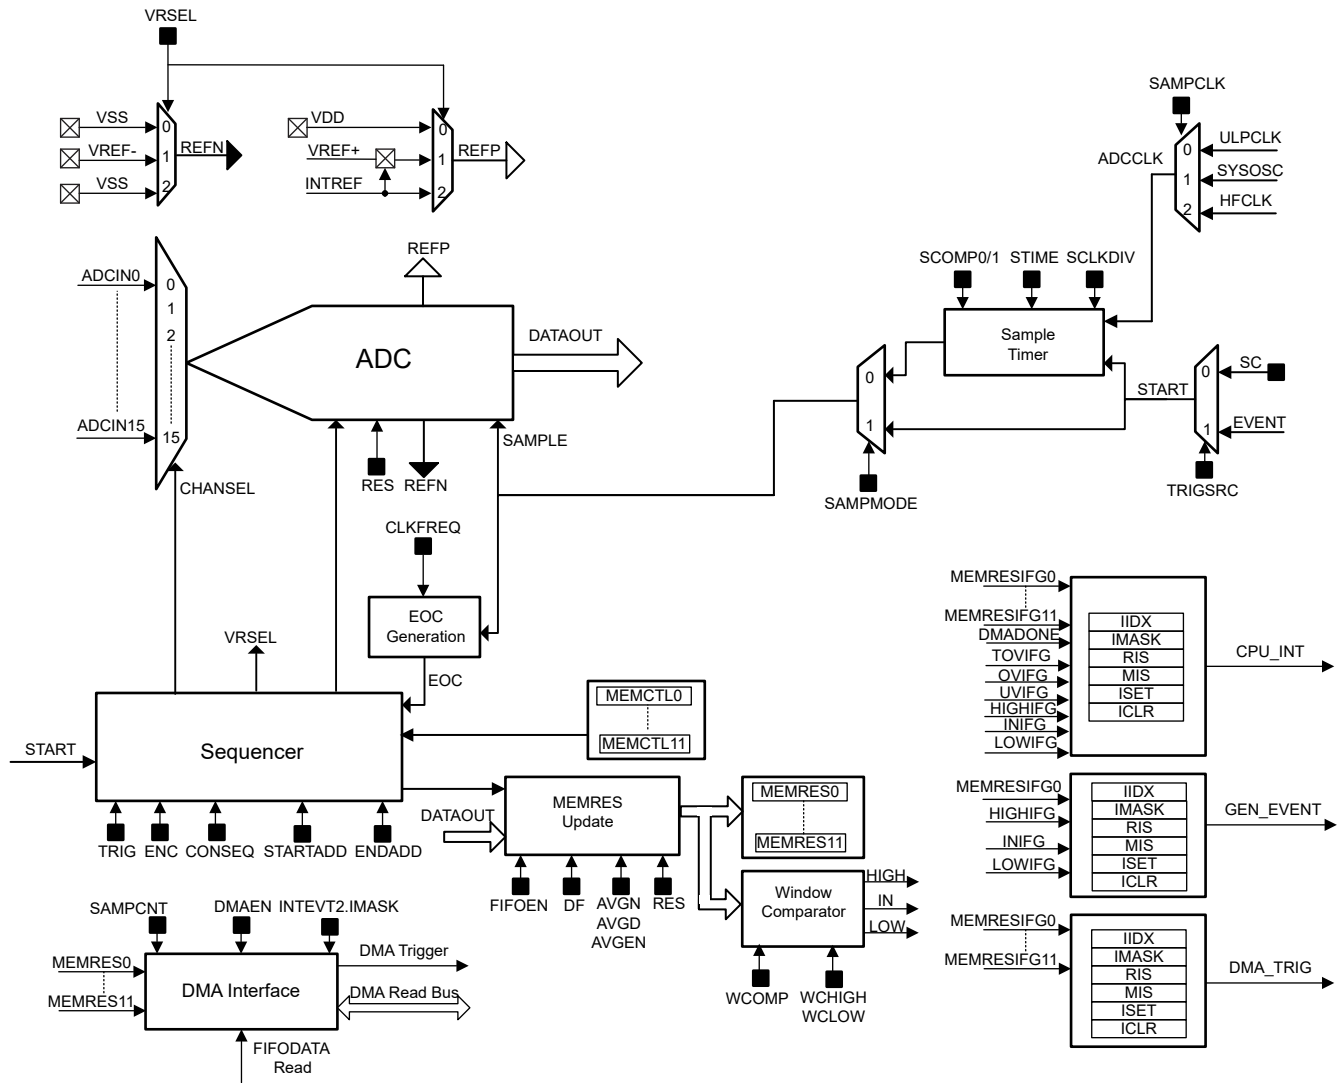 VRSEL
VSS
VREF-
VSS
0
1
2
REFN
VDD
VREF+
INTREF
0
1
2
REFP
SAMPCLK
ADCCLK
0
1
2
ULPCLK
SYSOSC
HFCLK
ADCIN0
ADCIN15
0
1
2
15
CHANSEL
REFP
ADC
DATAOUT
RES
REFN
SAMPLE
SCOMP0/1
STIME
SCLKDIV
Sample
Timer
0
1
SAMPMODE
START
0
1
SC
EVENT
TRIGSRC
CLKFREQ
EOC
Generation
EOC
VRSEL
START
Sequencer
MEMCTL0
MEMCTL11
TRIG
ENC
CONSEQ
STARTADD
ENDADD
DATAOUT
MEMRES
Update
FIFOEN
DF
AVGN
AVGD
AVGEN
RES
MEMRES0
MEMRES11
Window
Comparator
HIGH
IN
LOW
WCOMP
WCHIGH
WCLOW
SAMPCNT
DMAEN
INTEVT2.IMASK
MEMRES0
MEMRES11
DMA Interface
DMA Trigger
DMA Read Bus
FIFODATA
Read
MEMRESIFG0
MEMRESIFG11
DMADONE
TOVIFG
OVIFG
UVIFG
HIGHIFG
INIFG
LOWIFG
IIDX
IMASK
RIS
MIS
ISET
ICLR
CPU_INT
MEMRESIFG0
HIGHIFG
INIFG
LOWIFG
IIDX
IMASK
RIS
MIS
ISET
ICLR
GEN_EVENT
MEMRESIFG0
MEMRESIFG11
IIDX
IMASK
RIS
MIS
ISET
ICLR
DMA_TRIG